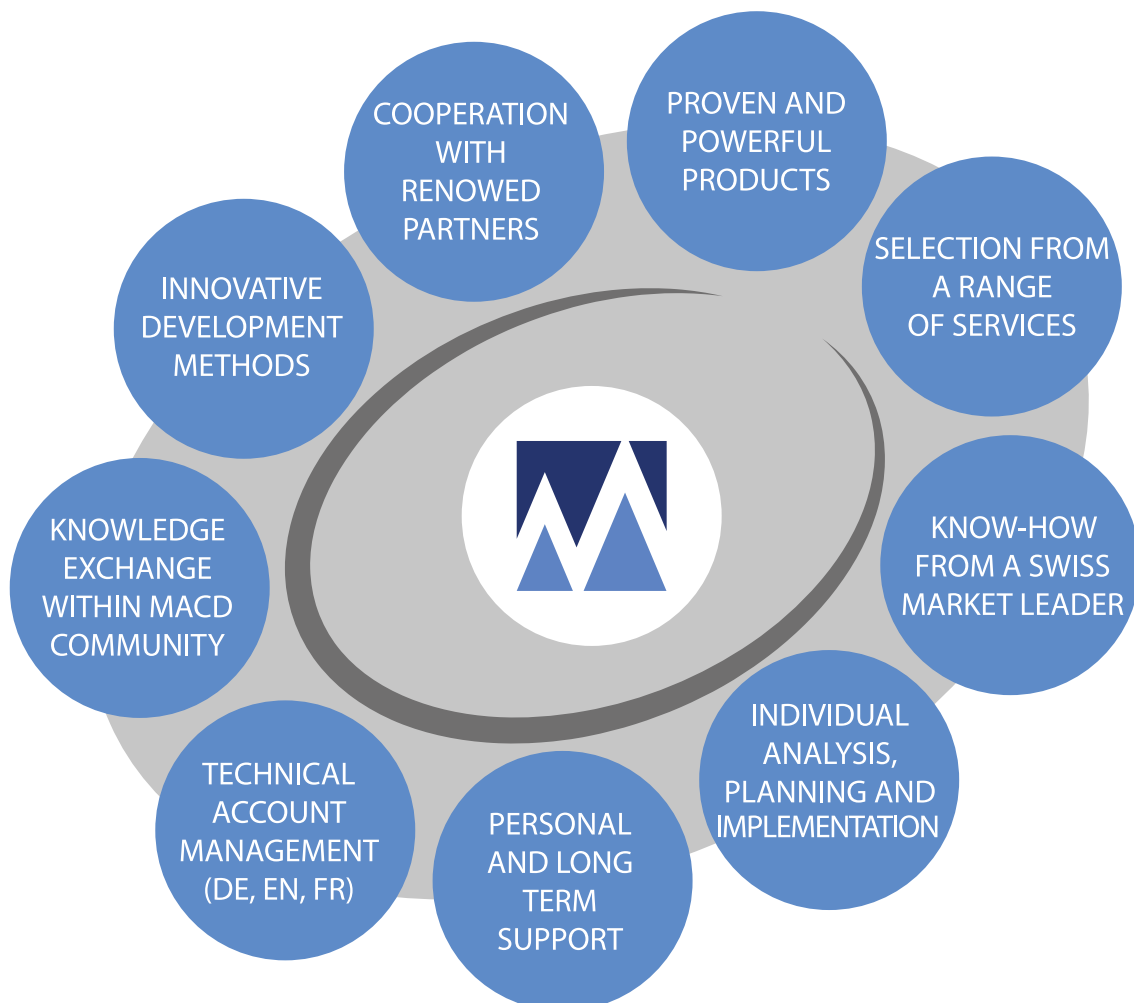 COOPERATION
WITH
RENOWED
PARTNERS
PROVEN AND
POWERFUL
PRODUCTS
SELECTION FROM
A RANGE
OF SERVICES
KNOW-HOW
FROM A SWISS
MARKET LEADER
INDIVIDUAL
ANALYSIS,
PLANNING AND
IMPLEMENTATION
PERSONAL
AND LONG
TERM
SUPPORT
TECHNICAL
ACCOUNT
MANAGEMENT
(DE, EN, FR)
KNOWLEDGE
EXCHANGE
WITHIN MACD
COMMUNITY
INNOVATIVE
DEVELOPMENT
METHODS